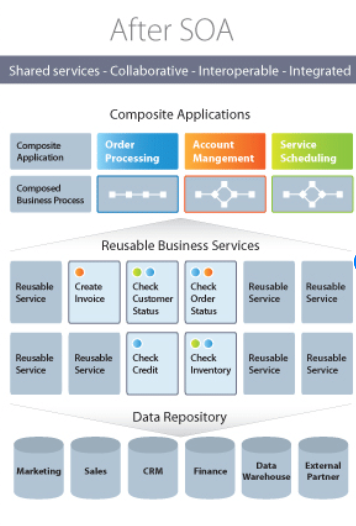 After SOA
Shared services - Collaborative - Interoperable - Integrated
Composite Applications
Composite
Application
Order
Processing
Account
Mangement
Service
Scheduling
Composed
Business Process
Reusable Business Services
Reusable
Service
Create
Invoice
Check
Customer
Status
Check
Order
Status
Reusable
Service
Reusable
Service
Reusable
Service
Reusable
Service
Check
Credit
Check
Inventory
Reusable
Service
Reusable
Service
Data Repository
Marketing
Sales
CRM
Finance
Data
Warehouse
External
Partner